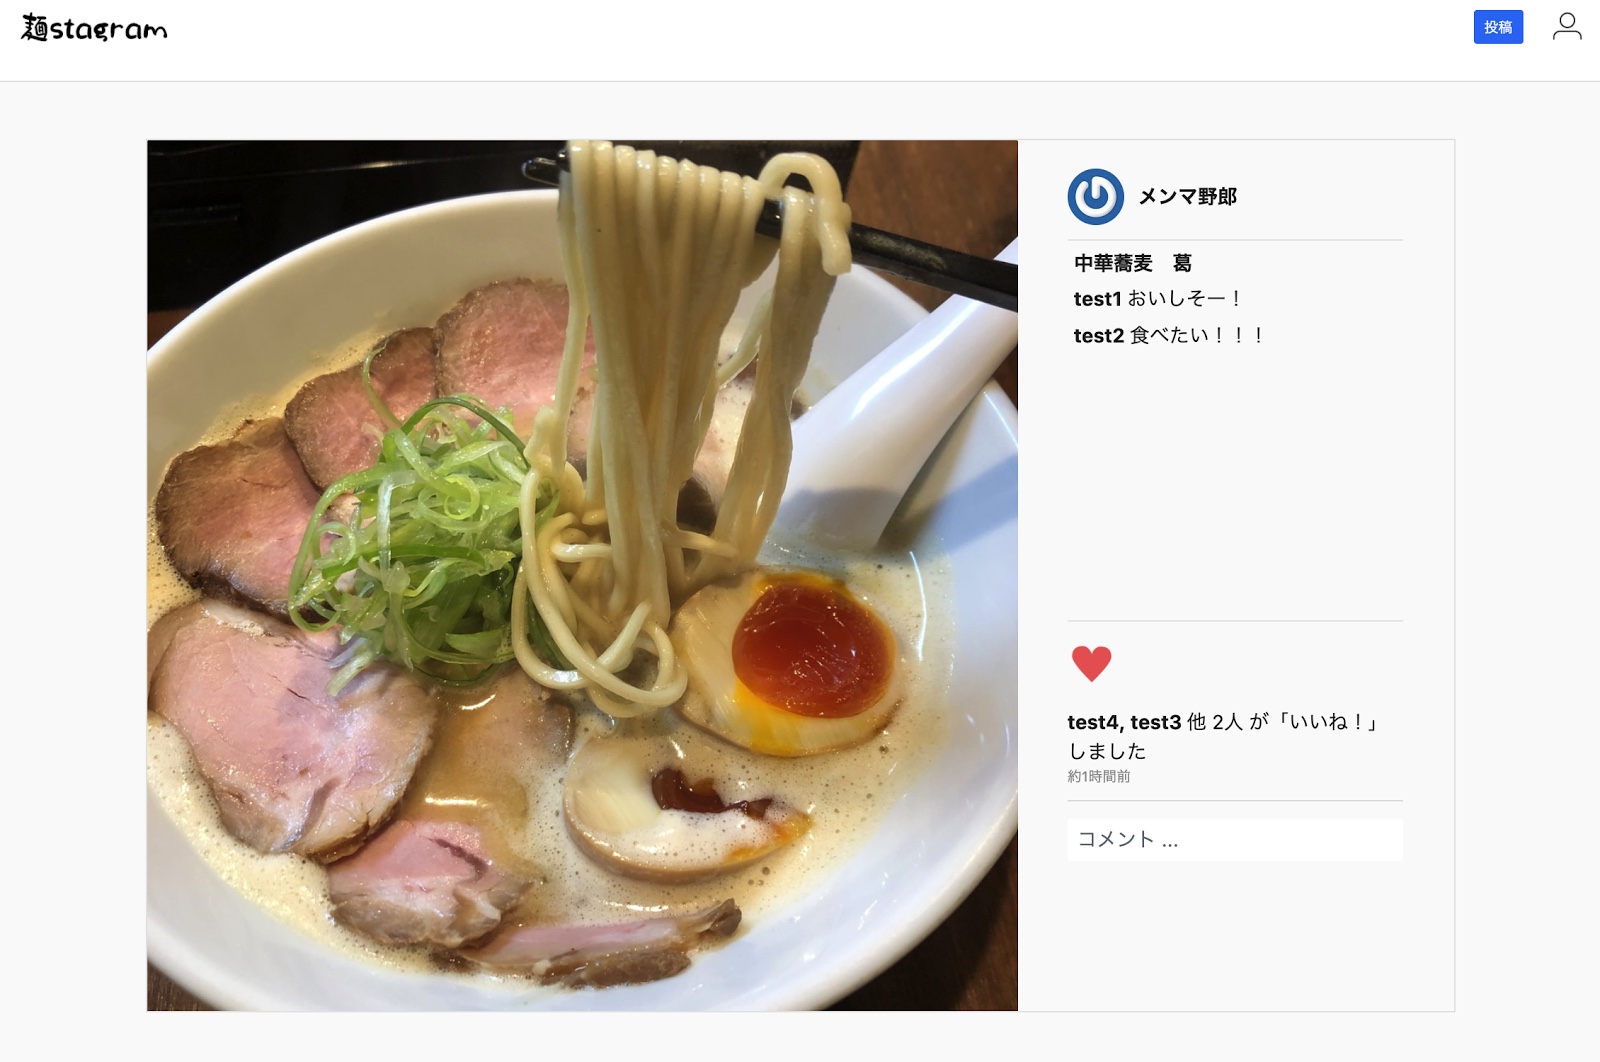 麺stagram
投稿
メンマ野郎
中華蕎麦　葛
test1 おいしそー！
test2 食べたい！！！
test4, test3 他 2人 が「いいね！」
しました
約1時間前
コメント ...